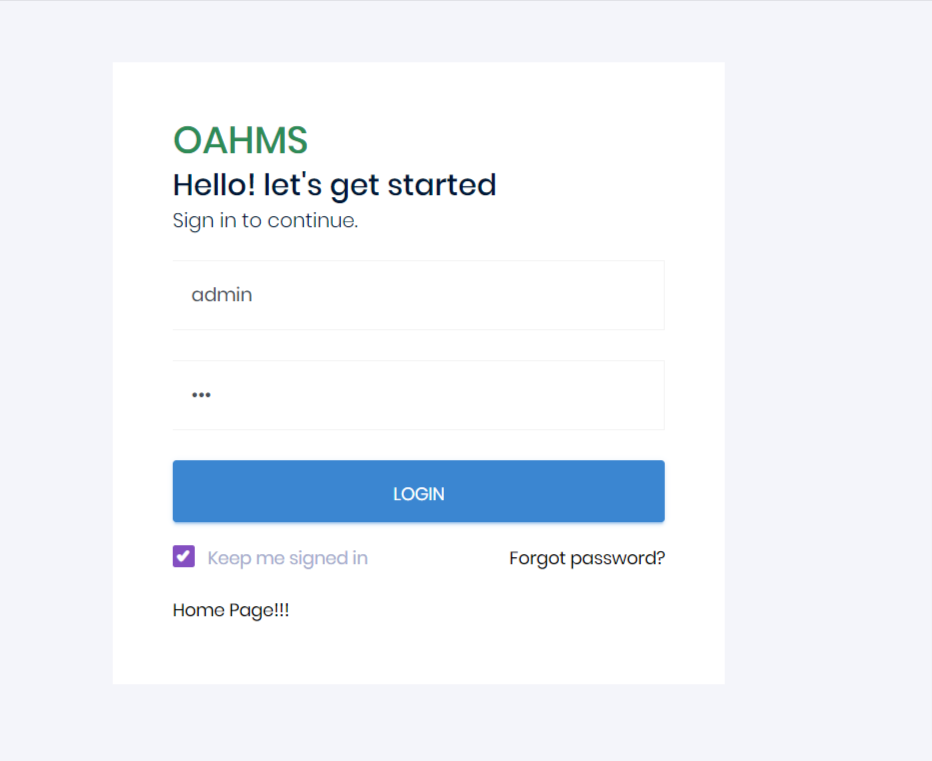 OAHMS
Hello! let's get started
Sign in to continue.
admin
•••
LOGIN
Keep me signed in Forgot password?
Home Page!!!